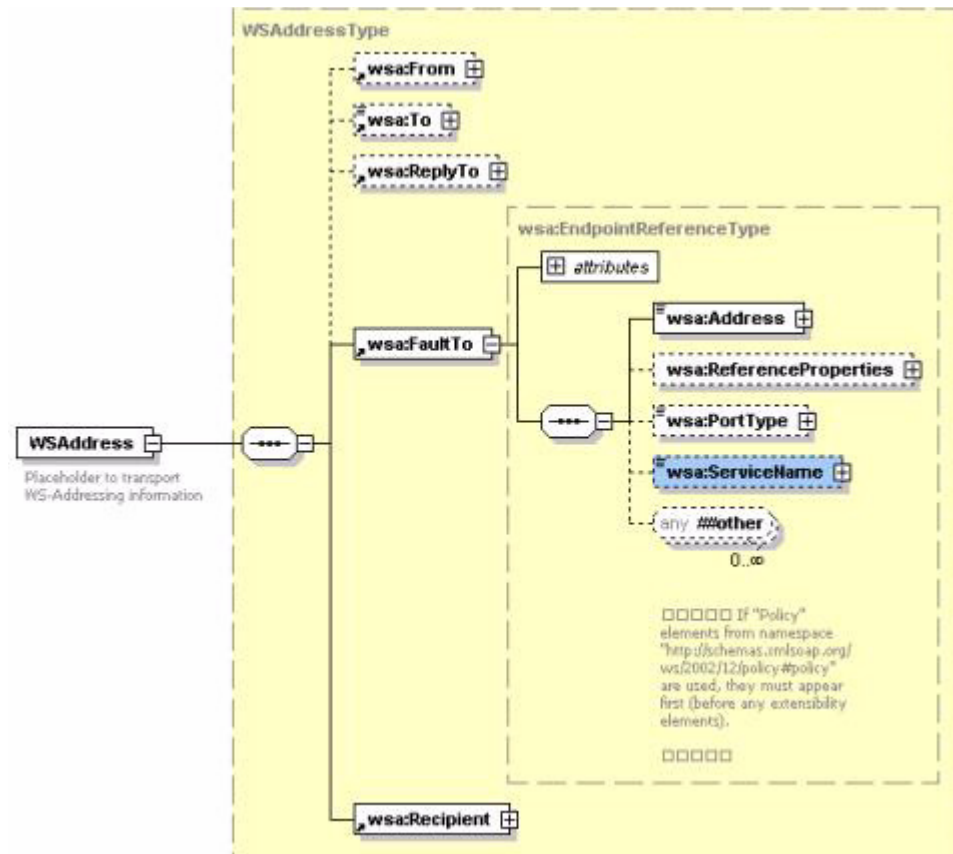 WSAddressType
wsa:From
wsa:To
wsa:ReplyTo
wsa:EndpointReferenceType
attributes
wsa:Address
wsa:FaultTo
wsa:ReferenceProperties
wsa:PortType
WSAddress
wsa:ServiceName
Placeholder to transport
WS-Addressing information
any ##other
0..∞
□□□□□ If "Policy"
elements from namespace
"http://schemas.xmlsoap.org/
ws/2002/12/policy#policy"
are used, they must appear
first (before any extensibility
elements).
□□□□□
wsa:Recipient